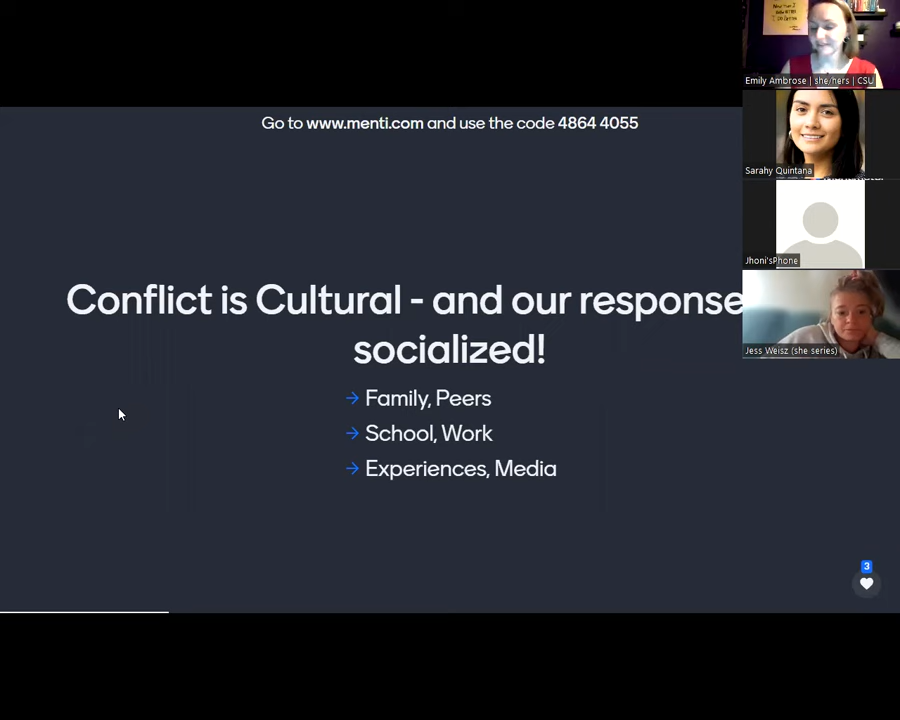 Go to www.menti.com and use the code 4864 4055
Conflict is Cultural - and our response
socialized!
→ Family, Peers
→ School, Work
→ Experiences, Media
3
Emily Ambrose | she/hers | CSU
Sarahy Quintana
Jhoni'sPhone
Jess Weisz (she series)